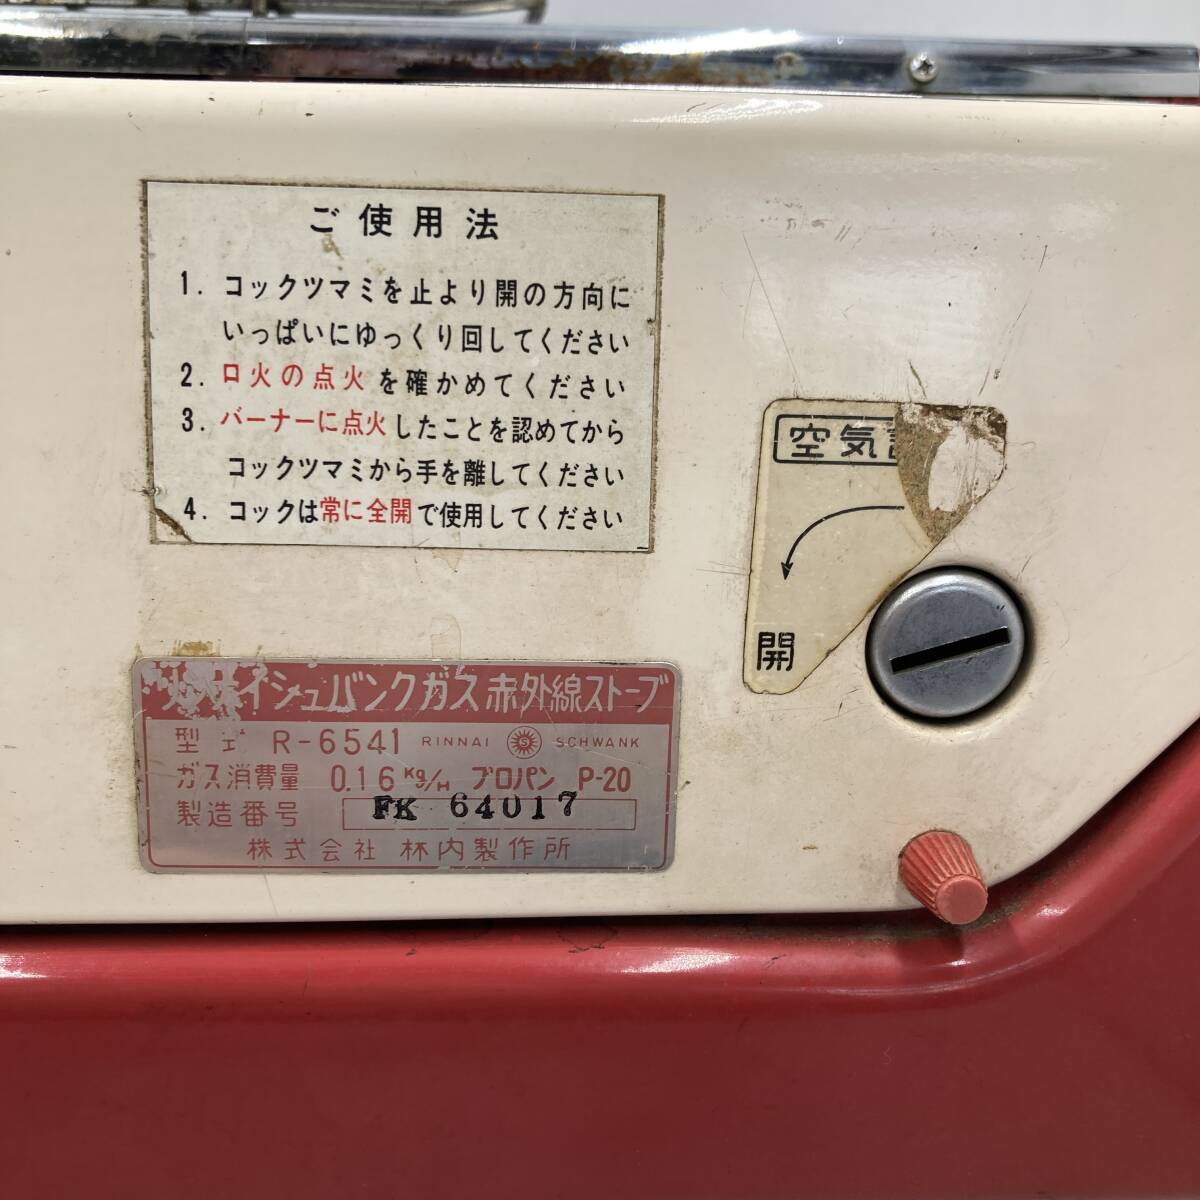 ご使用法
1. コックツマミを止より開の方向に
いっぱいにゆっくり回してください
2. 口火の点火を確かめてください
3. バーナーに点火したことを認めてから
コックツマミから手を離してください
4. コックは常に全開で使用してください
空気
開
リンナイシュバンクガス赤外線ストーブ
型式 R-6541 RINNAI S SCHWANK
ガス消費量 0.16 Kg/H プロパン P-20
製造番号 FK 64017
株式会社 林内製作所